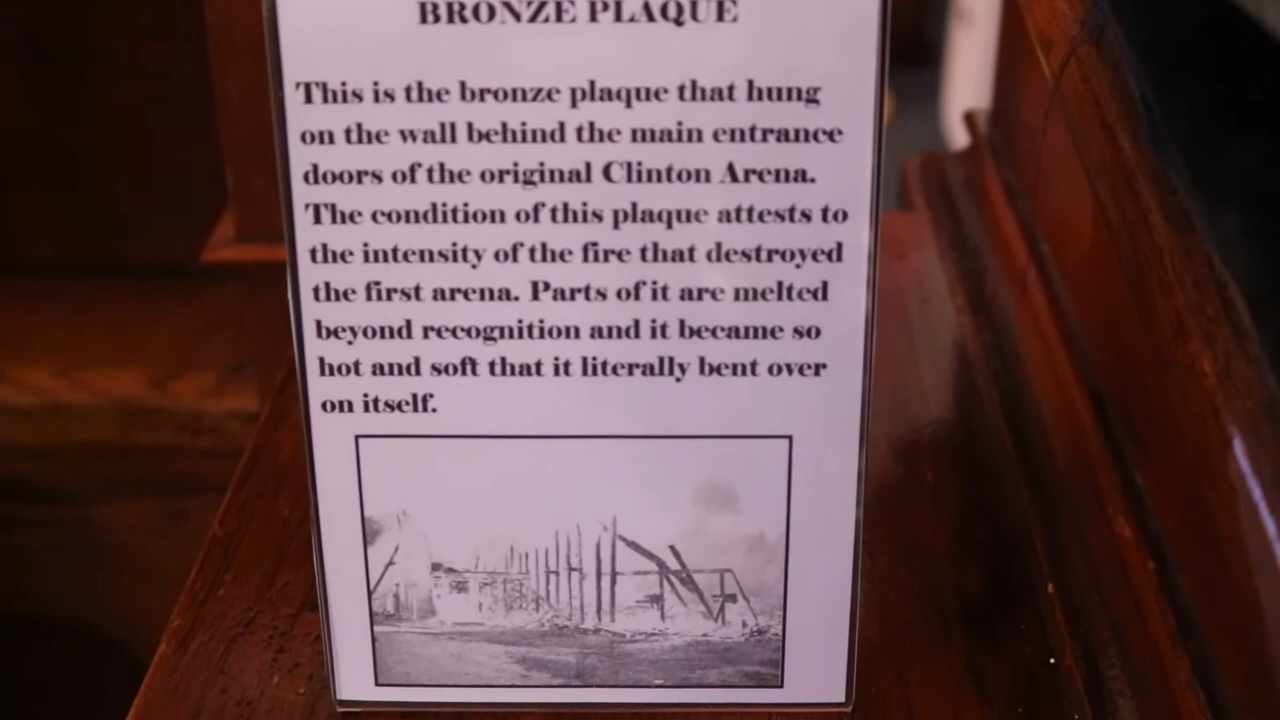 BRONZE PLAQUE
This is the bronze plaque that hung
on the wall behind the main entrance
doors of the original Clinton Arena.
The condition of this plaque attests to
the intensity of the fire that destroyed
the first arena. Parts of it are melted
beyond recognition and it became so
hot and soft that it literally bent over
on itself.